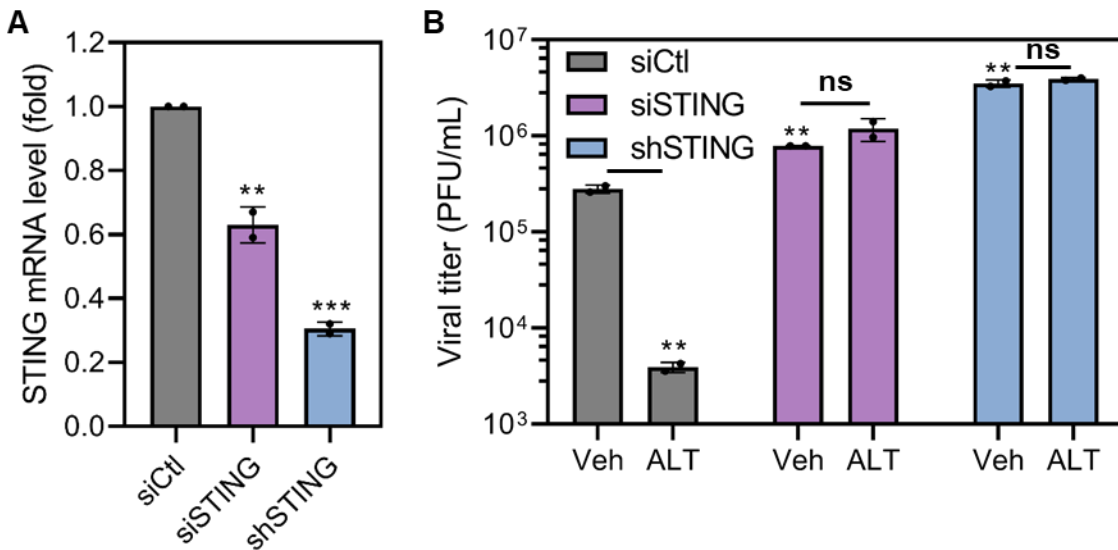 A
STING mRNA level (fold)
1.2
1.0
0.8
0.6
0.4
0.2
0.0
**
***
siCtl
siSTING
shSTING
B
Viral titer (PFU/mL)
10⁷
10⁶
10⁵
10⁴
10³
siCtl
siSTING
shSTING
**
**
ns
**
ns
Veh ALT Veh ALT Veh ALT